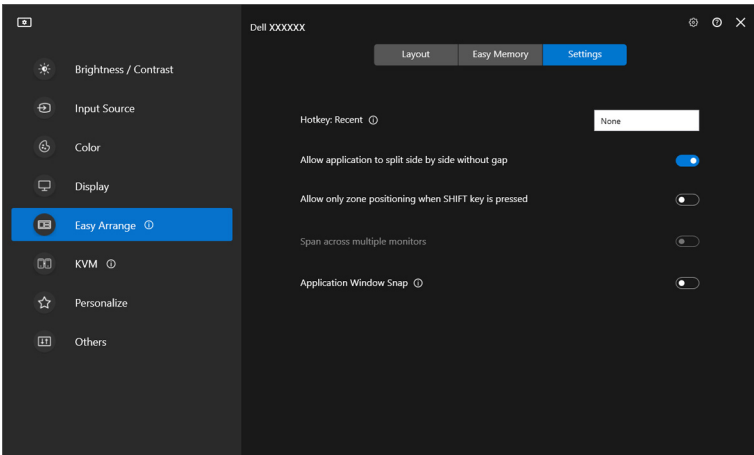 Dell XXXXXX
Layout
Easy Memory
Settings
Brightness / Contrast
Input Source
Color
Display
Easy Arrange
KVM
Personalize
Others
Hotkey: Recent
None
Allow application to split side by side without gap
Allow only zone positioning when SHIFT key is pressed
Span across multiple monitors
Application Window Snap